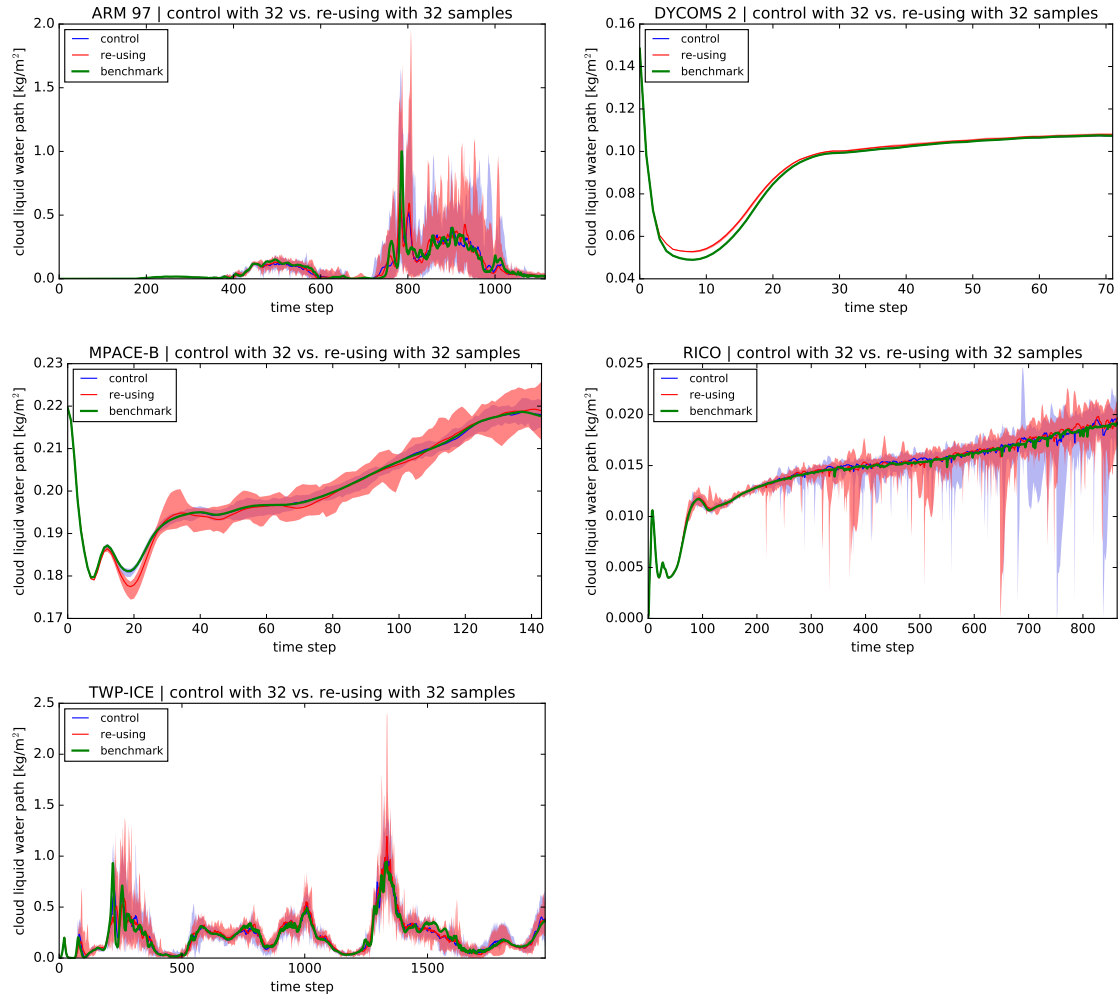 ARM 97 | control with 32 vs. re-using with 32 samples
cloud liquid water path [kg/m²]
2.0
1.5
1.0
0.5
0.0
control
re-using
benchmark
0 200 400 600 800 1000
time step
DYCOMS 2 | control with 32 vs. re-using with 32 samples
cloud liquid water path [kg/m²]
0.16
0.14
0.12
0.10
0.08
0.06
0.04
control
re-using
benchmark
0 10 20 30 40 50 60 70
time step
MPACE-B | control with 32 vs. re-using with 32 samples
cloud liquid water path [kg/m²]
0.23
0.22
0.21
0.20
0.19
0.18
0.17
control
re-using
benchmark
0 20 40 60 80 100 120 140
time step
RICO | control with 32 vs. re-using with 32 samples
cloud liquid water path [kg/m²]
0.025
0.020
0.015
0.010
0.005
0.000
control
re-using
benchmark
0 100 200 300 400 500 600 700 800
time step
TWP-ICE | control with 32 vs. re-using with 32 samples
cloud liquid water path [kg/m²]
2.5
2.0
1.5
1.0
0.5
0.0
control
re-using
benchmark
0 500 1000 1500
time step